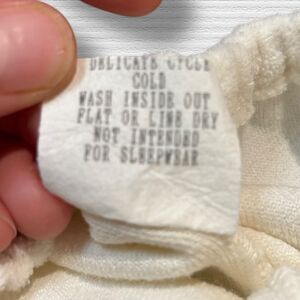 DELICATE CYCLE
COLD
WASH INSIDE OUT
FLAT OR LINE DRY
NOT INTENDED
FOR SLEEPWEAR